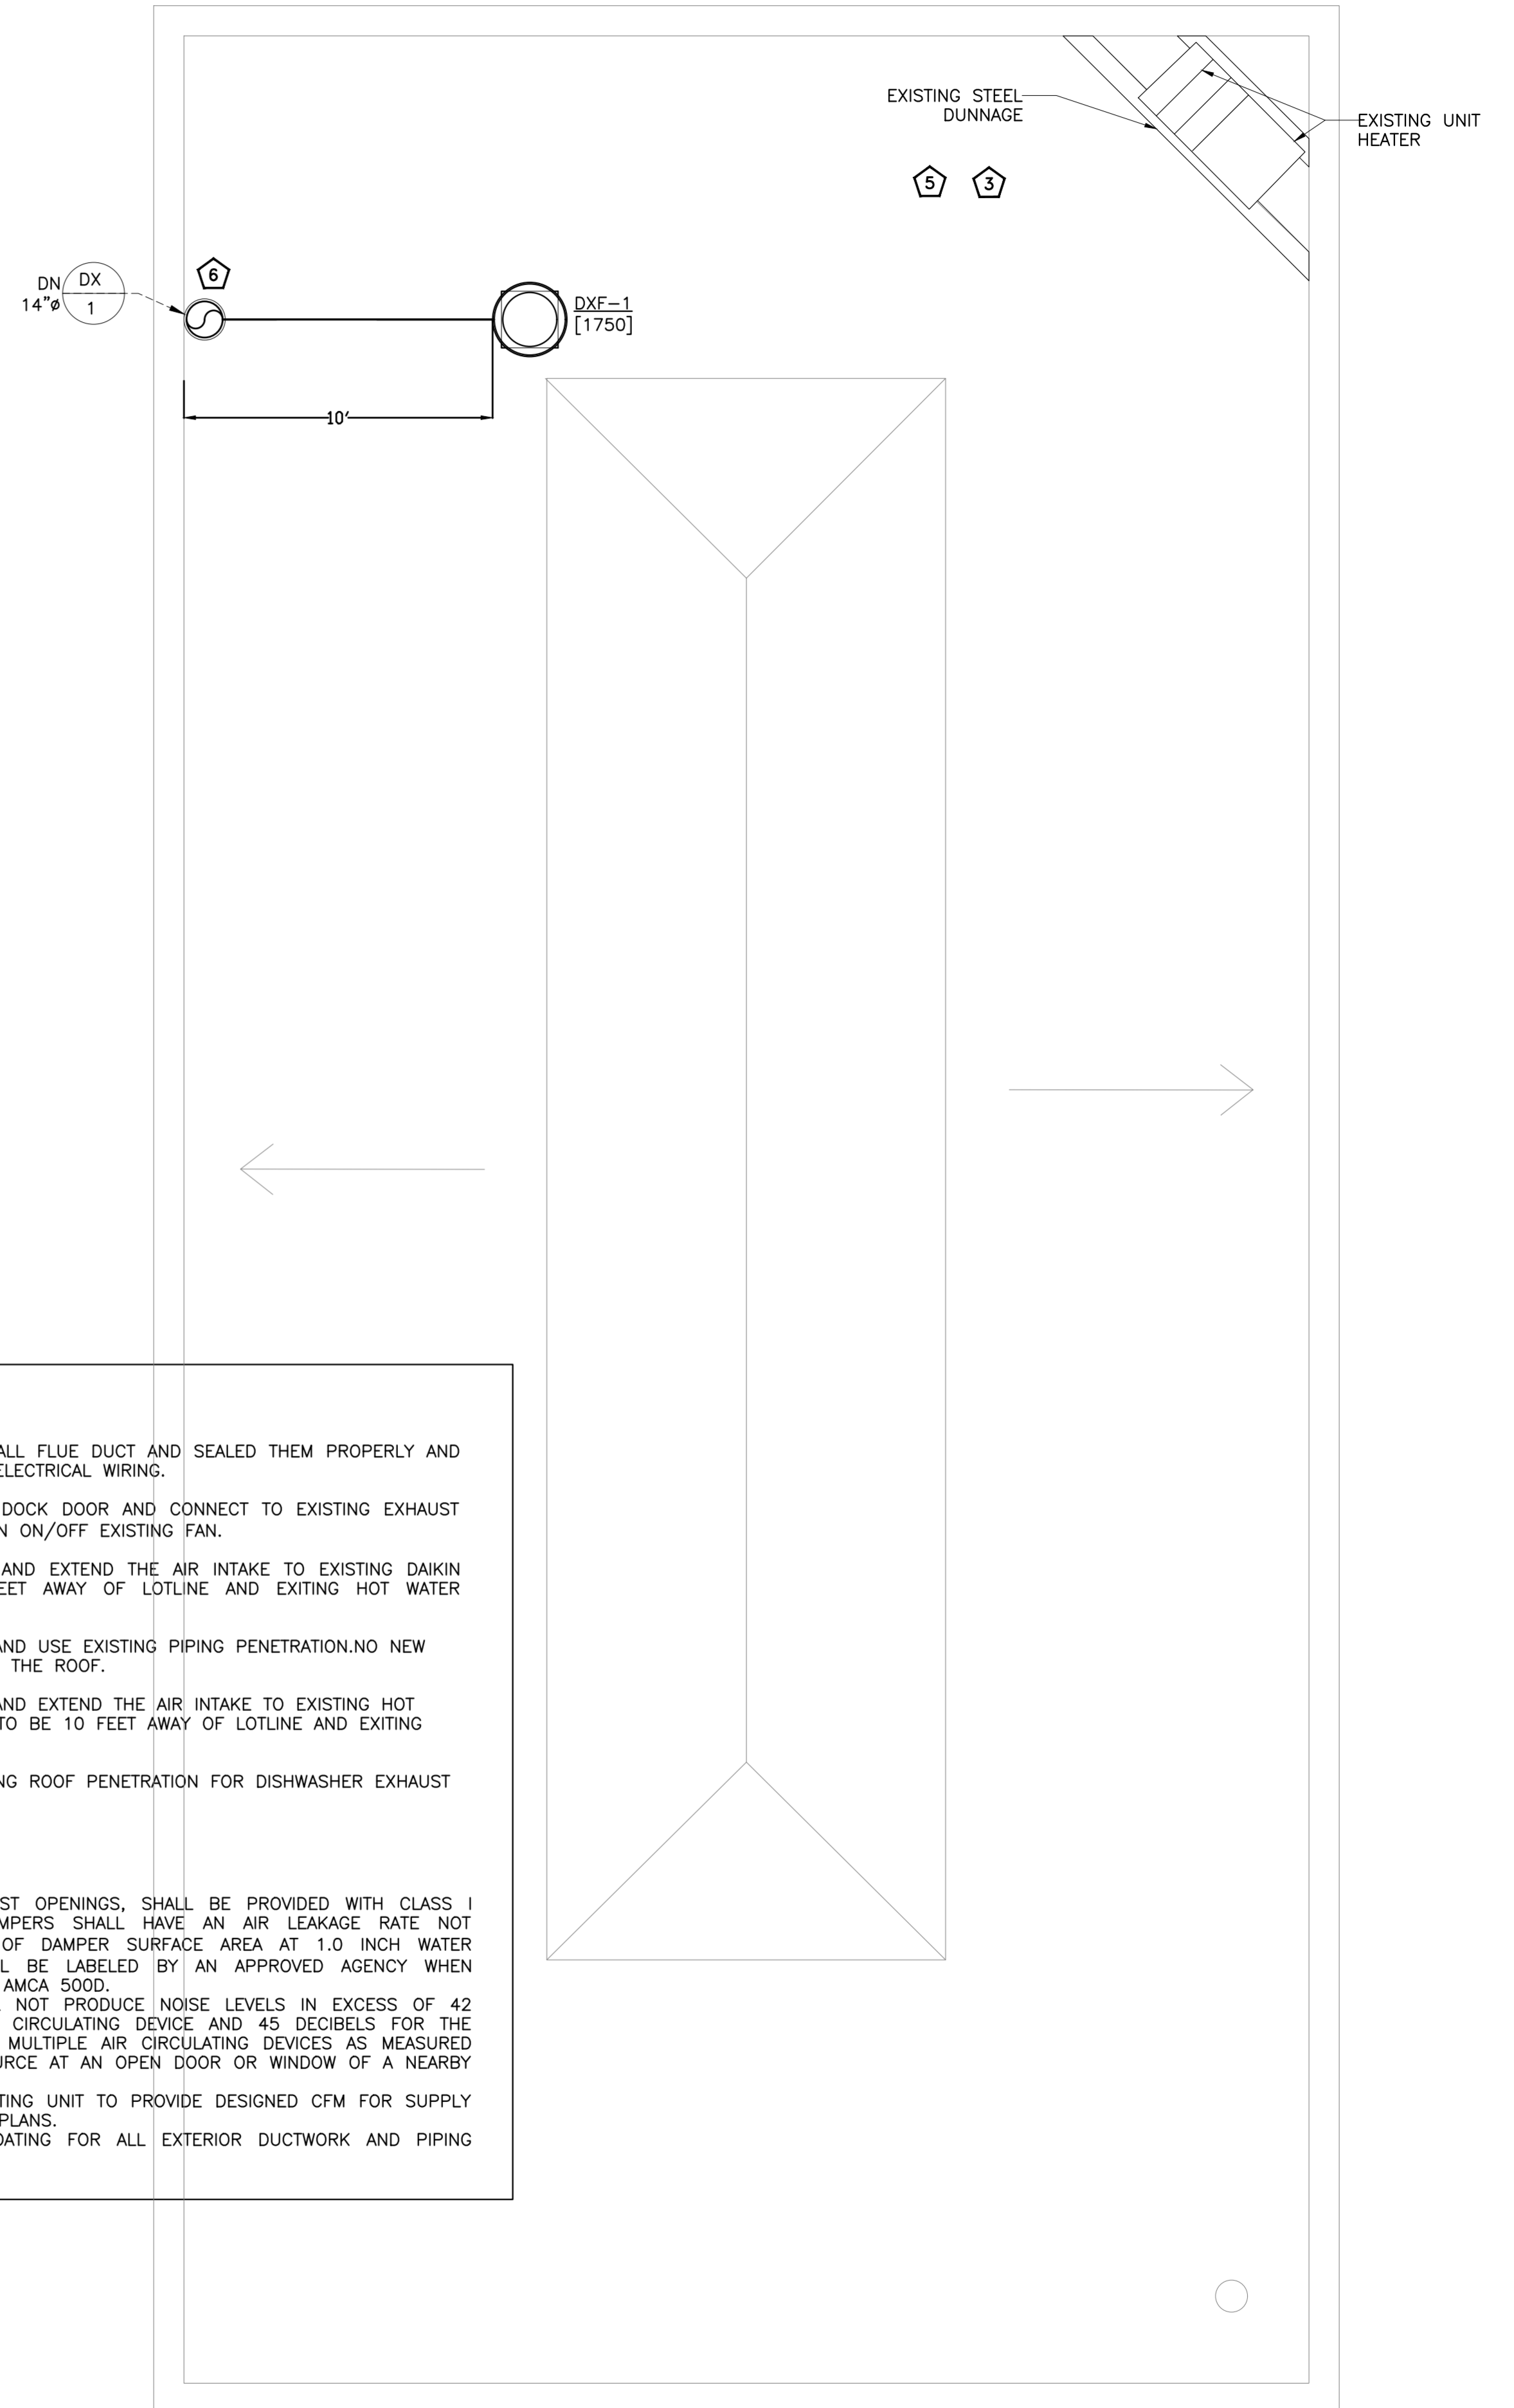 EXISTING STEEL
DUNNAGE
EXISTING UNIT
HEATER
5
3
6
DN
14"ø
DX
1
DXF-1
[1750]
10'
ALL FLUE DUCT AND SEALED THEM PROPERLY AND
ELECTRICAL WIRING.
DOCK DOOR AND CONNECT TO EXISTING EXHAUST
ON/OFF EXISTING FAN.
AND EXTEND THE AIR INTAKE TO EXISTING DAIKIN
EET AWAY OF LOTLINE AND EXITING HOT WATER
AND USE EXISTING PIPING PENETRATION.NO NEW
THE ROOF.
AND EXTEND THE AIR INTAKE TO EXISTING HOT
TO BE 10 FEET AWAY OF LOTLINE AND EXITING
NG ROOF PENETRATION FOR DISHWASHER EXHAUST
ST OPENINGS, SHALL BE PROVIDED WITH CLASS I
MPERS SHALL HAVE AN AIR LEAKAGE RATE NOT
OF DAMPER SURFACE AREA AT 1.0 INCH WATER
L BE LABELED BY AN APPROVED AGENCY WHEN
AMCA 500D.
NOT PRODUCE NOISE LEVELS IN EXCESS OF 42
CIRCULATING DEVICE AND 45 DECIBELS FOR THE
MULTIPLE AIR CIRCULATING DEVICES AS MEASURED
URCE AT AN OPEN DOOR OR WINDOW OF A NEARBY
TING UNIT TO PROVIDE DESIGNED CFM FOR SUPPLY
PLANS.
OATING FOR ALL EXTERIOR DUCTWORK AND PIPING